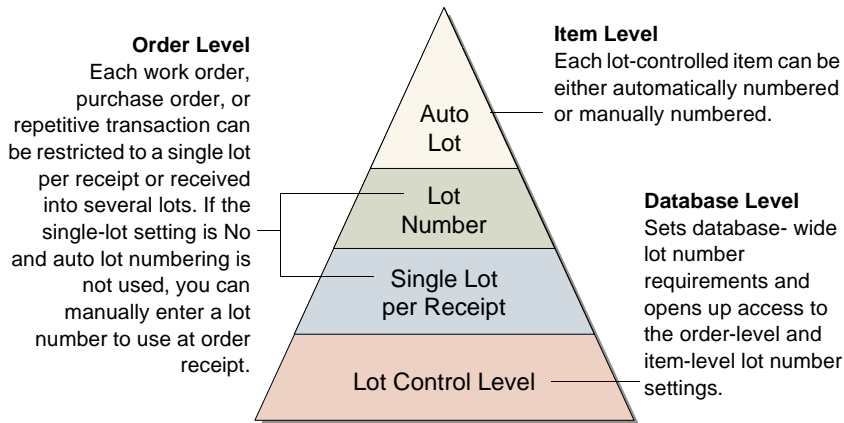 Order Level
Each work order,
purchase order, or
repetitive transaction can
be restricted to a single lot
per receipt or received
into several lots. If the
single-lot setting is No
and auto lot numbering is
not used, you can
manually enter a lot
number to use at order
receipt.
Auto
Lot
Lot
Number
Single Lot
per Receipt
Lot Control Level
Item Level
Each lot-controlled item can be
either automatically numbered
or manually numbered.
Database Level
Sets database- wide
lot number
requirements and
opens up access to
the order-level and
item-level lot number
settings.